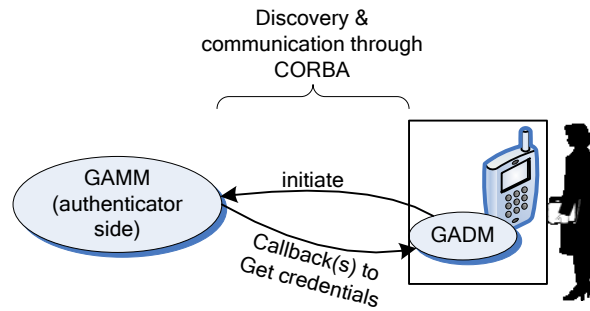 Discovery &
communication through
CORBA
GAMM
(authenticator
side)
initiate
GADM
Callback(s) to
Get credentials